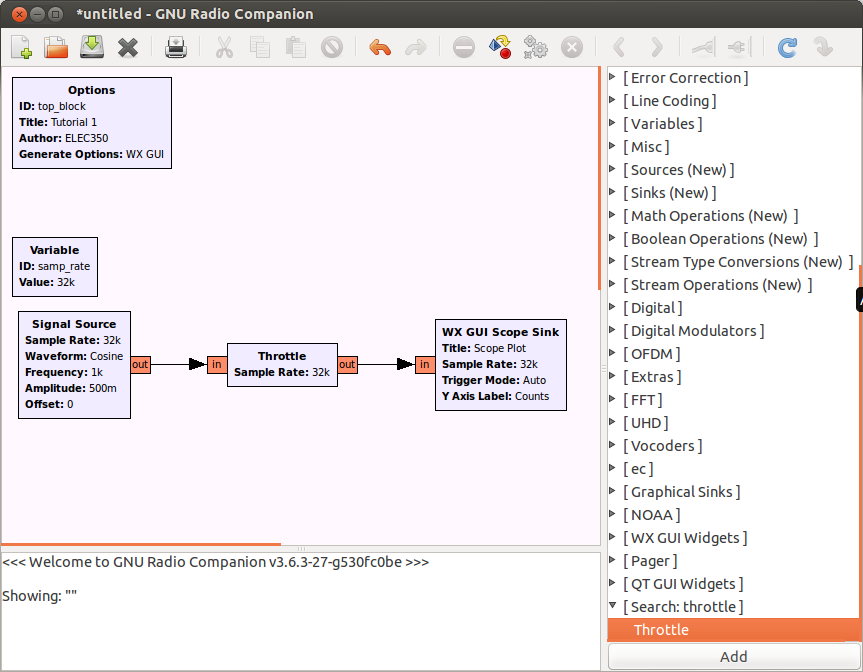 *untitled - GNU Radio Companion
Options
ID: top_block
Title: Tutorial 1
Author: ELEC350
Generate Options: WX GUI
Variable
ID: samp_rate
Value: 32k
Signal Source
Sample Rate: 32k
Waveform: Cosine
Frequency: 1k
Amplitude: 500m
Offset: 0
out
in
Throttle
Sample Rate: 32k
out
in
WX GUI Scope Sink
Title: Scope Plot
Sample Rate: 32k
Trigger Mode: Auto
Y Axis Label: Counts
<<< Welcome to GNU Radio Companion v3.6.3-27-g530fc0be >>>
Showing: ""
[ Error Correction ]
[ Line Coding ]
[ Variables ]
[ Misc ]
[ Sources (New) ]
[ Sinks (New) ]
[ Math Operations (New) ]
[ Boolean Operations (New) ]
[ Stream Type Conversions (New) ]
[ Stream Operations (New) ]
[ Digital ]
[ Digital Modulators ]
[ OFDM ]
[ Extras ]
[ FFT ]
[ UHD ]
[ Vocoders ]
[ ec ]
[ Graphical Sinks ]
[ NOAA ]
[ WX GUI Widgets ]
[ Pager ]
[ QT GUI Widgets ]
[ Search: throttle ]
Throttle
Add